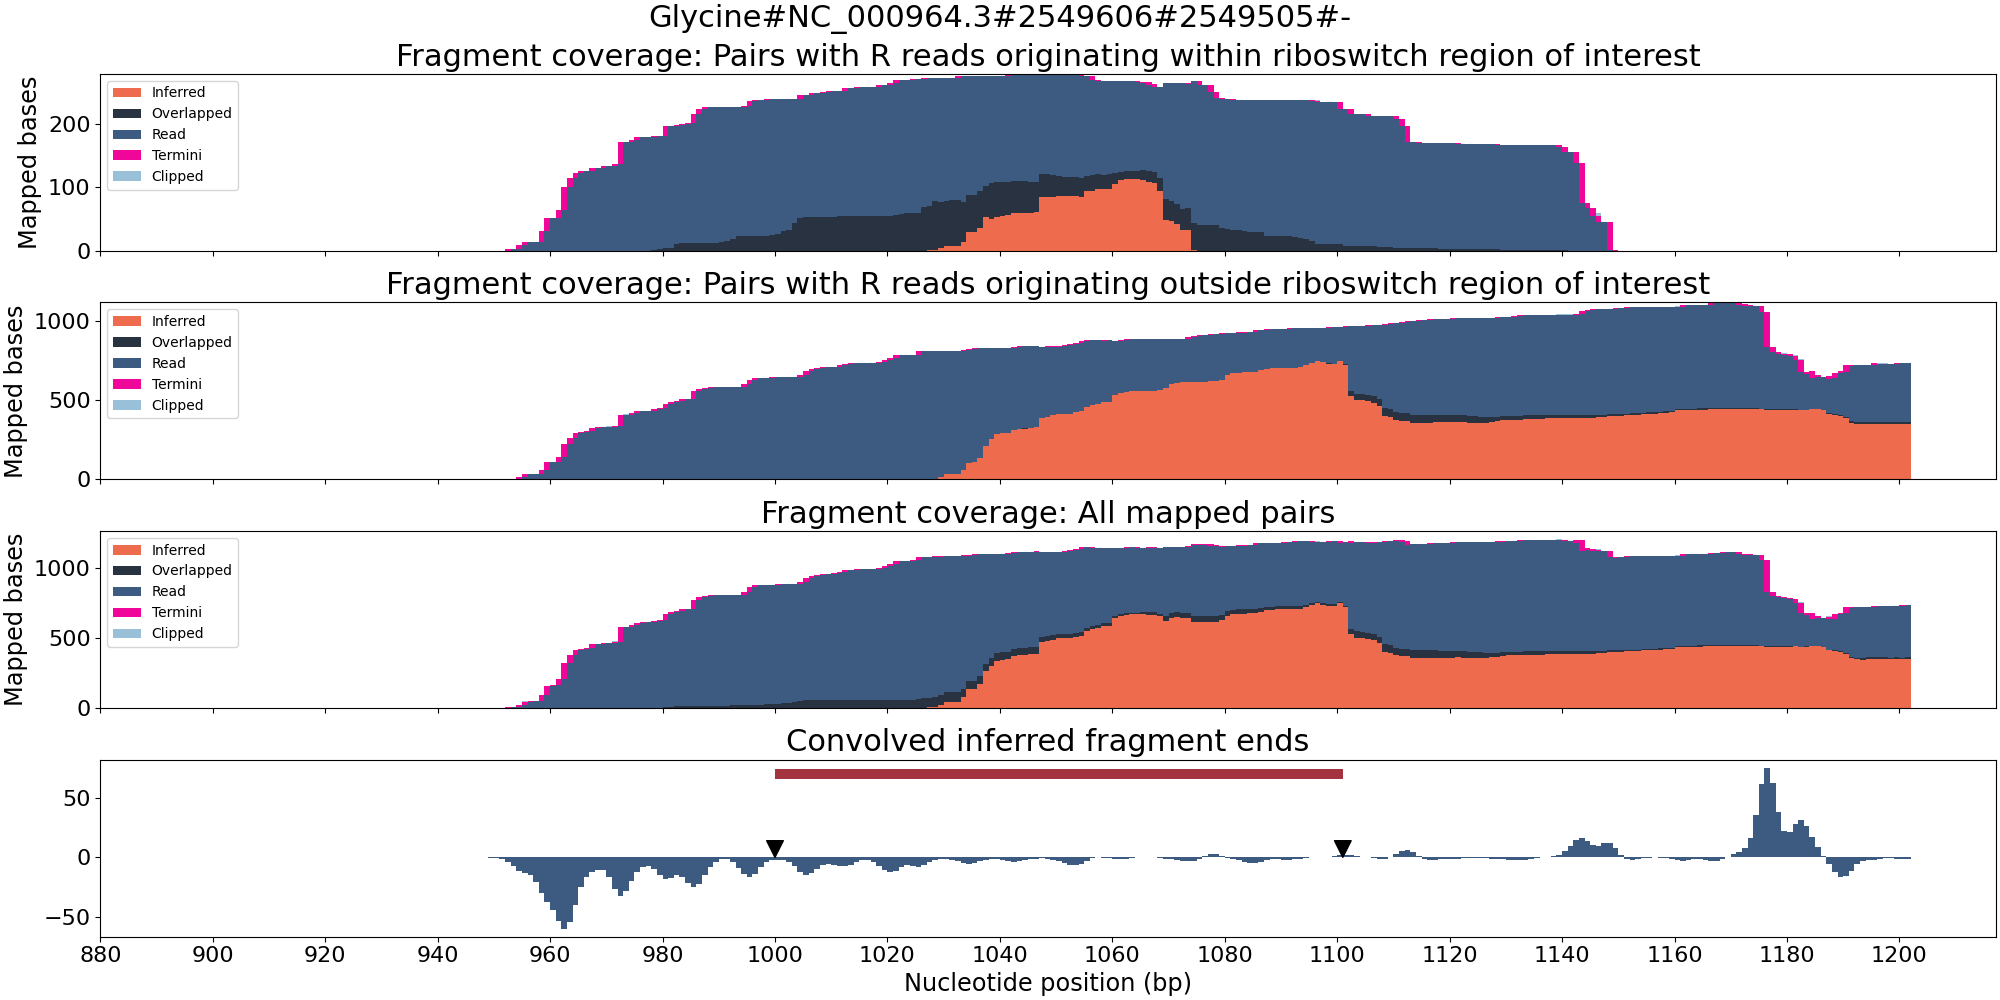 Glycine#NC_000964.3#2549606#2549505#-
Fragment coverage: Pairs with R reads originating within riboswitch region of interest
Mapped bases
200
100
0
Inferred
Overlapped
Read
Termini
Clipped
Fragment coverage: Pairs with R reads originating outside riboswitch region of interest
Mapped bases
1000
500
0
Inferred
Overlapped
Read
Termini
Clipped
Fragment coverage: All mapped pairs
Mapped bases
1000
500
0
Inferred
Overlapped
Read
Termini
Clipped
Convolved inferred fragment ends
50
0
−50
880 900 920 940 960 980 1000 1020 1040 1060 1080 1100 1120 1140 1160 1180 1200
Nucleotide position (bp)